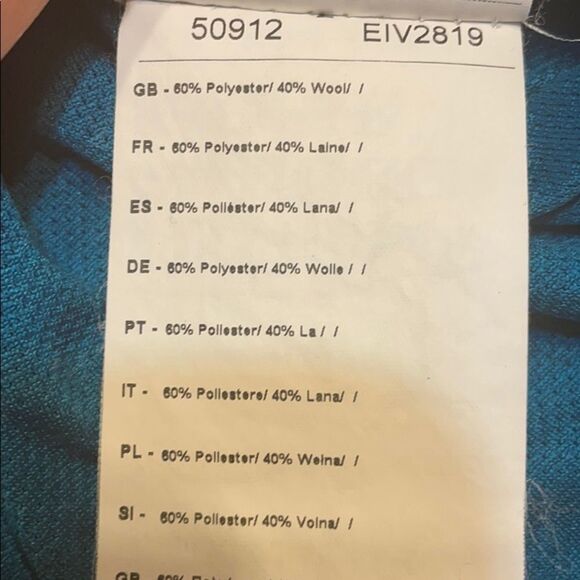 50912 EIV2819
GB - 60% Polyester/ 40% Wool/ /
FR - 60% Polyester/ 40% Laine/ /
ES - 60% Poliéster/ 40% Lana/ /
DE - 60% Polyester/ 40% Wolle / /
PT - 60% Poliester/ 40% La / /
IT - 60% Poliestere/ 40% Lana/ /
PL - 60% Poliester/ 40% Welna/ /
SI - 60% Poliester/ 40% Volna/ /